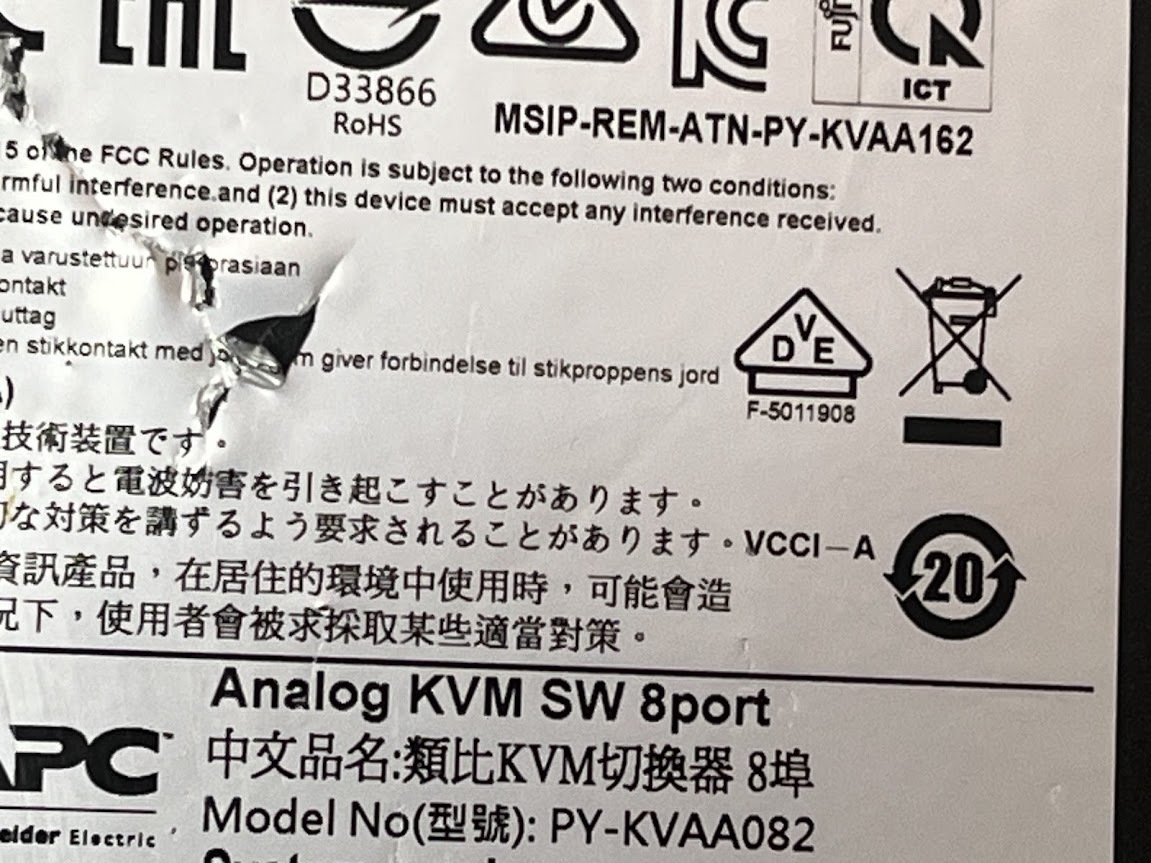 EAC
D33866
RoHS
ICT
MSIP-REM-ATN-PY-KVAA162
5 of the FCC Rules. Operation is subject to the following two conditions:
rmful interference.and (2) this device must accept any interference received.
cause undesired operation.
a varustettuun
orasiaan
ontakt
uttag
en stikkontakt med
m giver forbindelse til stikproppens jord
V
D E
F-5011908
A)
技術装置です。
すると電波妨害を引き起こすことがあります。
な対策を講ずるよう要求されることがあります。VCCI-A
資訊產品，在居住的環境中使用時，可能會造
況下，使用者會被求採取某些適當對策。
20
Analog KVM SW 8port
APC
中文品名:類比KVM切換器 8埠
elder Electric
Model No(型號): PY-KVAA082